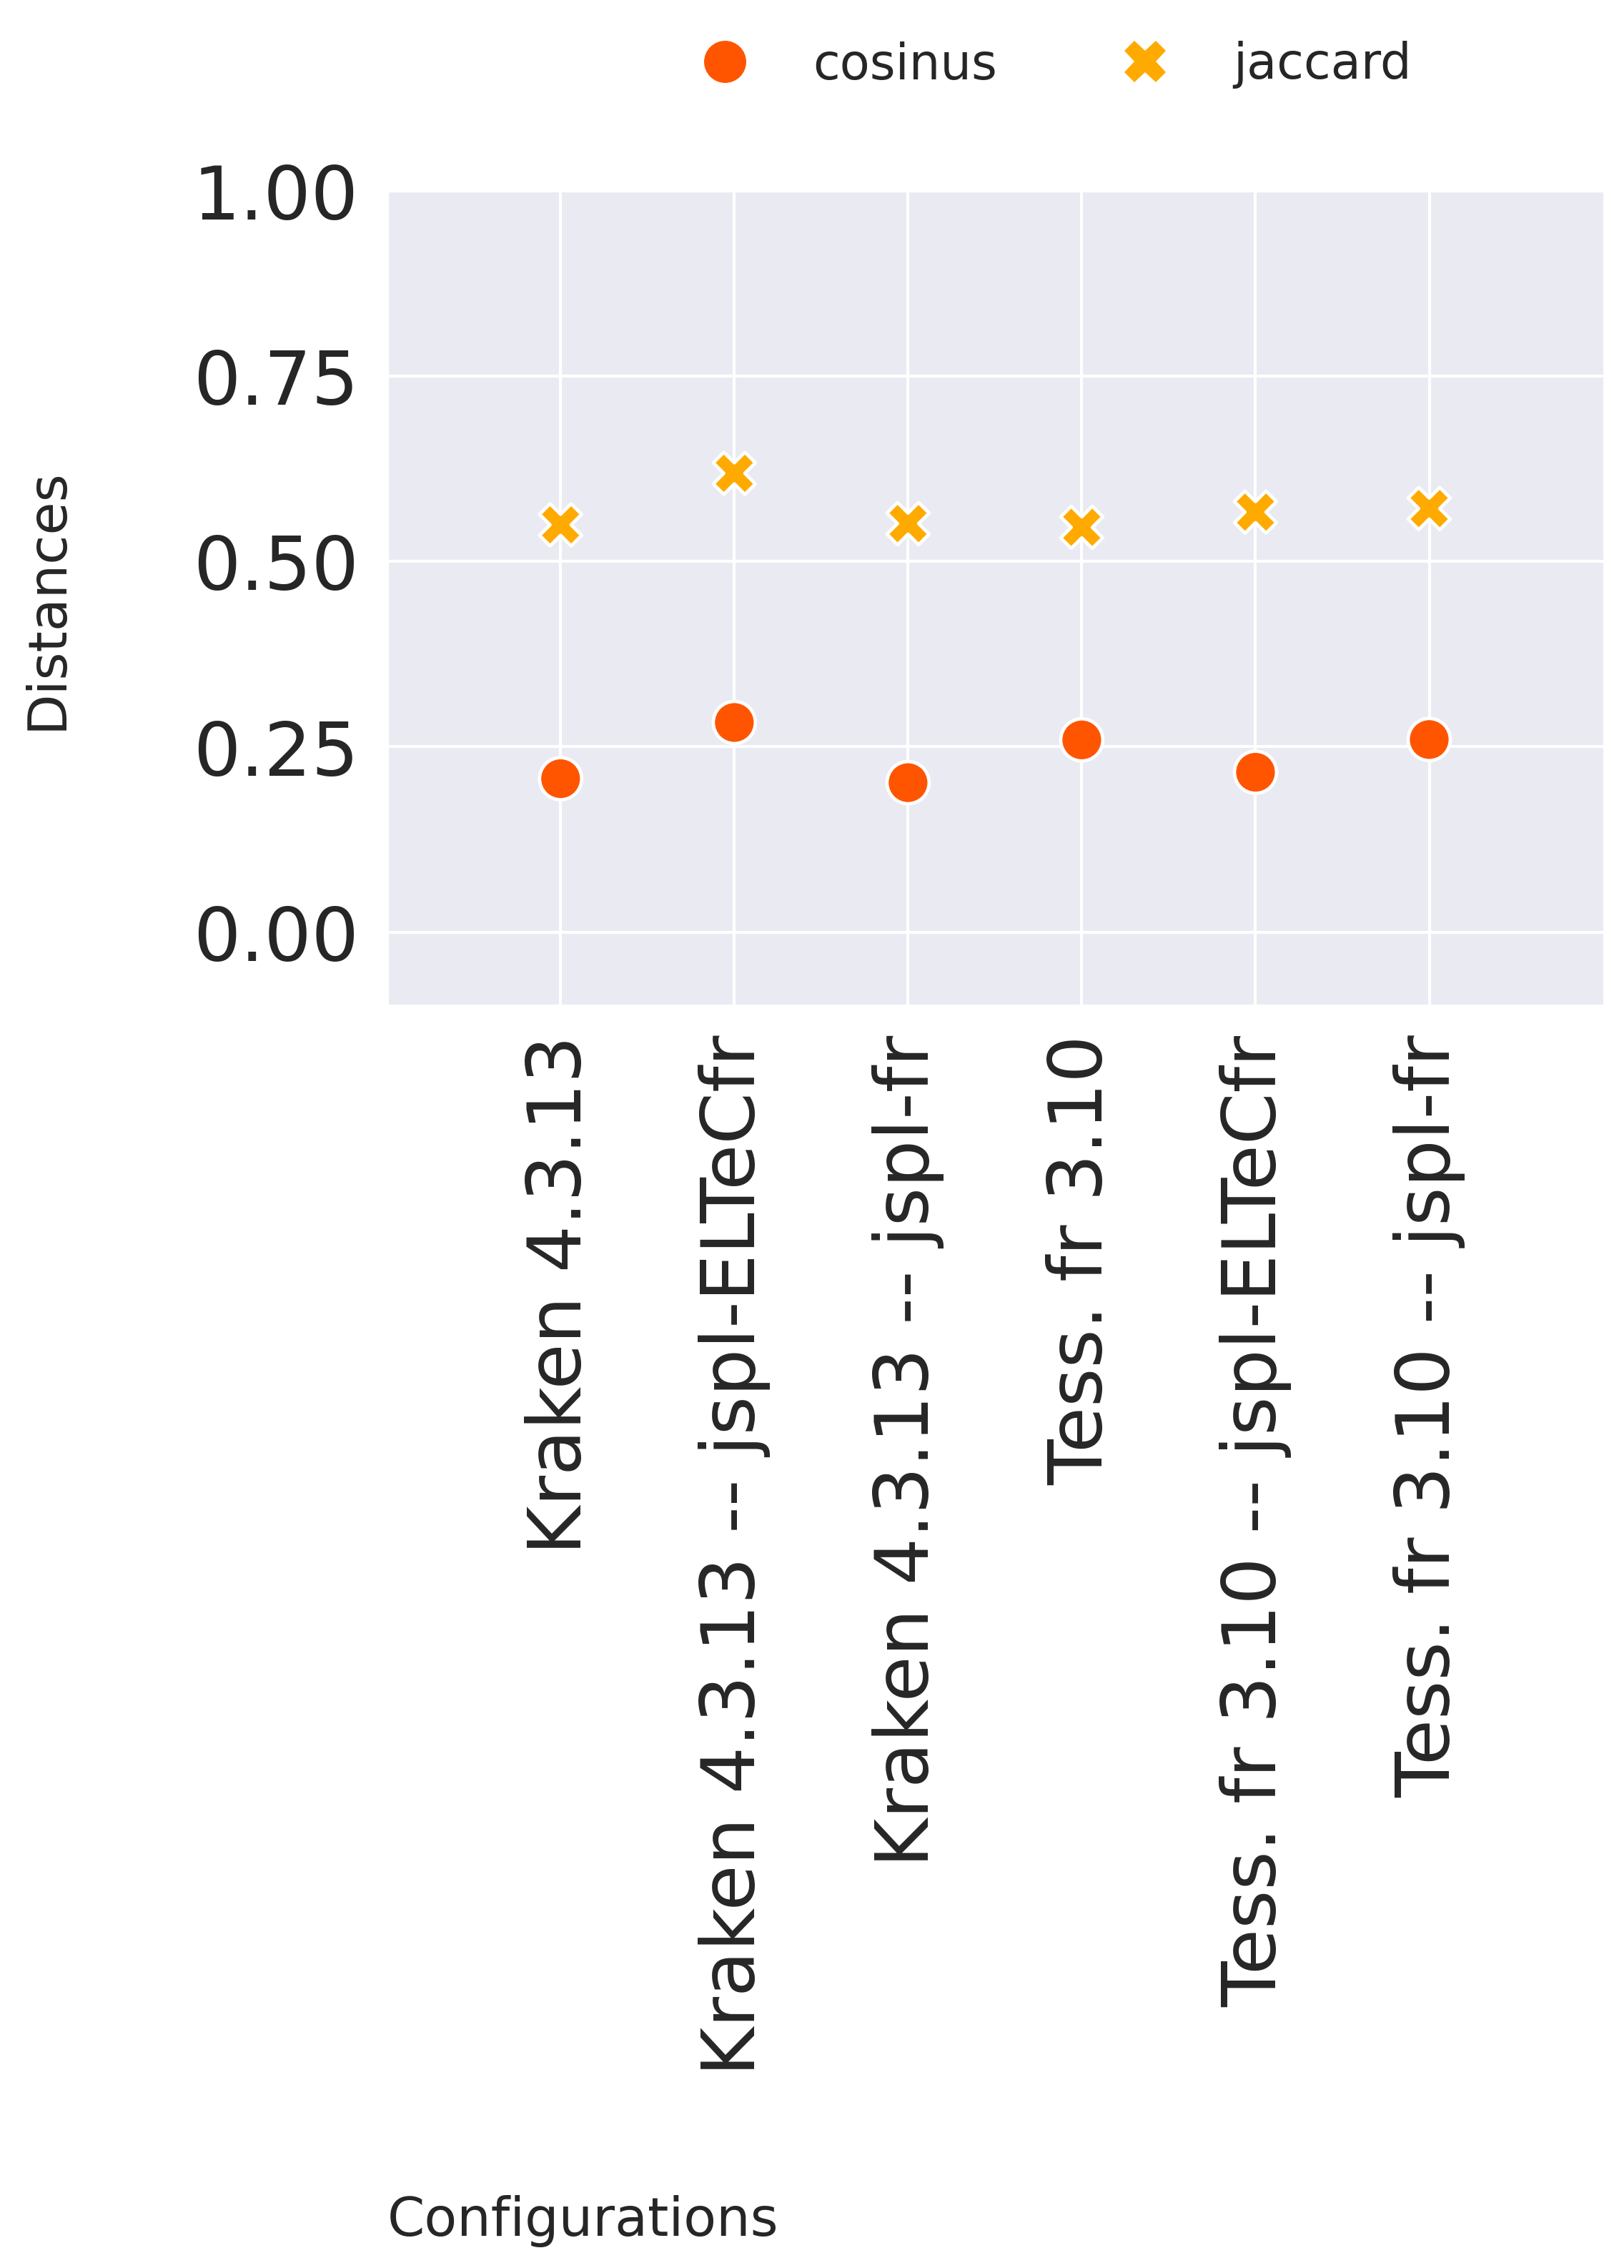 cosinus jaccard
1.00
0.75
0.50
0.25
0.00
Distances
Kraken 4.3.13
Kraken 4.3.13 -- jspl-ELTeCfr
Kraken 4.3.13 -- jspl-fr
Tess. fr 3.10
Tess. fr 3.10 -- jspl-ELTeCfr
Tess. fr 3.10 -- jspl-fr
Configurations